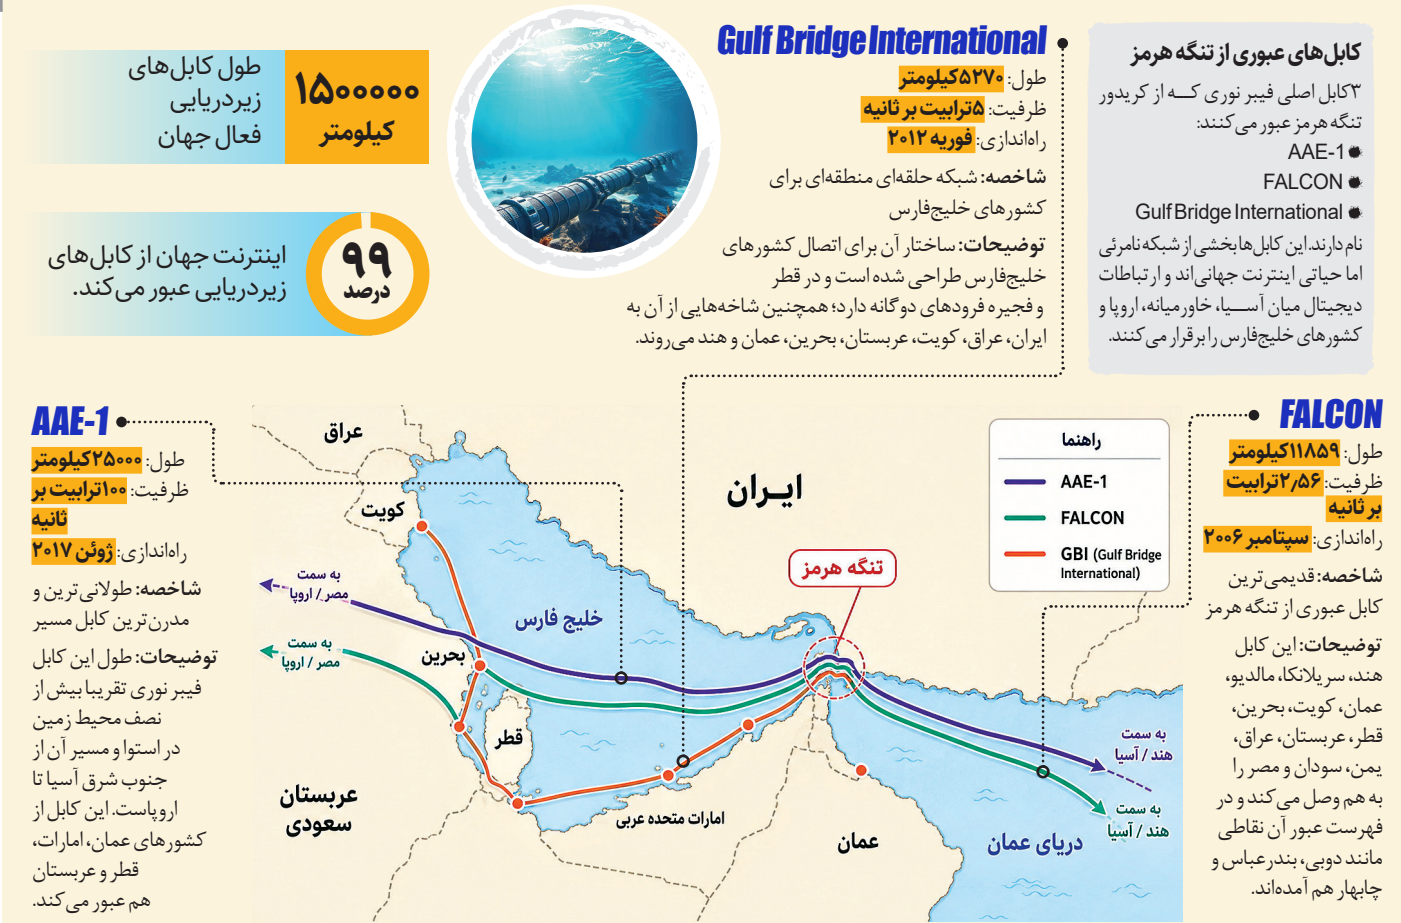 کابل‌های عبوری از تنگه هرمز
۳کابل اصلی فیبر نوری که از کریدور
تنگه هرمز عبور می‌کنند:
AAE-1
FALCON
Gulf Bridge International
نام دارند. این کابل‌ها بخشی از شبکه نامرئی
اما حیاتی اینترنت جهانی‌اند و ارتباطات
دیجیتال میان آسیا، خاورمیانه، اروپا و
کشورهای خلیج‌فارس را برقرار می‌کنند.
Gulf Bridge International
طول: ۵۲۷۰کیلومتر
ظرفیت: ۵ترابیت بر ثانیه
راه‌اندازی: فوریه ۲۰۱۲
شاخصه: شبکه حلقه‌ای منطقه‌ای برای
کشورهای خلیج‌فارس
توضیحات: ساختار آن برای اتصال کشورهای
خلیج‌فارس طراحی شده است و در قطر
و فجیره فرودهای دوگانه دارد؛ همچنین شاخه‌هایی از آن به
ایران، عراق، کویت، عربستان، بحرین، عمان و هند می‌روند.
۱۵۰۰۰۰۰
کیلومتر
طول کابل‌های
زیردریایی
فعال جهان
۹۹
درصد
اینترنت جهان از کابل‌های
زیردریایی عبور می‌کند.
FALCON
طول: ۱۱۸۵۹کیلومتر
ظرفیت: ۲٫۵۶ترابیت
بر ثانیه
راه‌اندازی: سپتامبر ۲۰۰۶
شاخصه: قدیمی‌ترین
کابل عبوری از تنگه هرمز
توضیحات: این کابل
هند، سریلانکا، مالدیو،
عمان، کویت، بحرین،
قطر، عربستان، عراق،
یمن، سودان و مصر را
به هم وصل می‌کند و در
فهرست عبور آن نقاطی
مانند دوبی، بندرعباس و
چابهار هم آمده‌اند.
راهنما
AAE-1
FALCON
GBI (Gulf Bridge
International)
عراق
کویت
ایـران
تنگه هرمز
خلیج فارس
به سمت
مصر / اروپا
به سمت
مصر / اروپا
بحرین
قطر
عربستان
سعودی
امارات متحده عربی
عمان
دریای عمان
به سمت
هند / آسیا
به سمت
هند / آسیا
AAE-1
طول: ۲۵۰۰۰کیلومتر
ظرفیت: ۱۰۰ترابیت بر
ثانیه
راه‌اندازی: ژوئن ۲۰۱۷
شاخصه: طولانی‌ترین و
مدرن‌ترین کابل مسیر
توضیحات: طول این کابل
فیبر نوری تقریبا بیش از
نصف محیط زمین
در استوا و مسیر آن از
جنوب شرق آسیا تا
اروپاست. این کابل از
کشورهای عمان، امارات،
قطر و عربستان
هم عبور می‌کند.